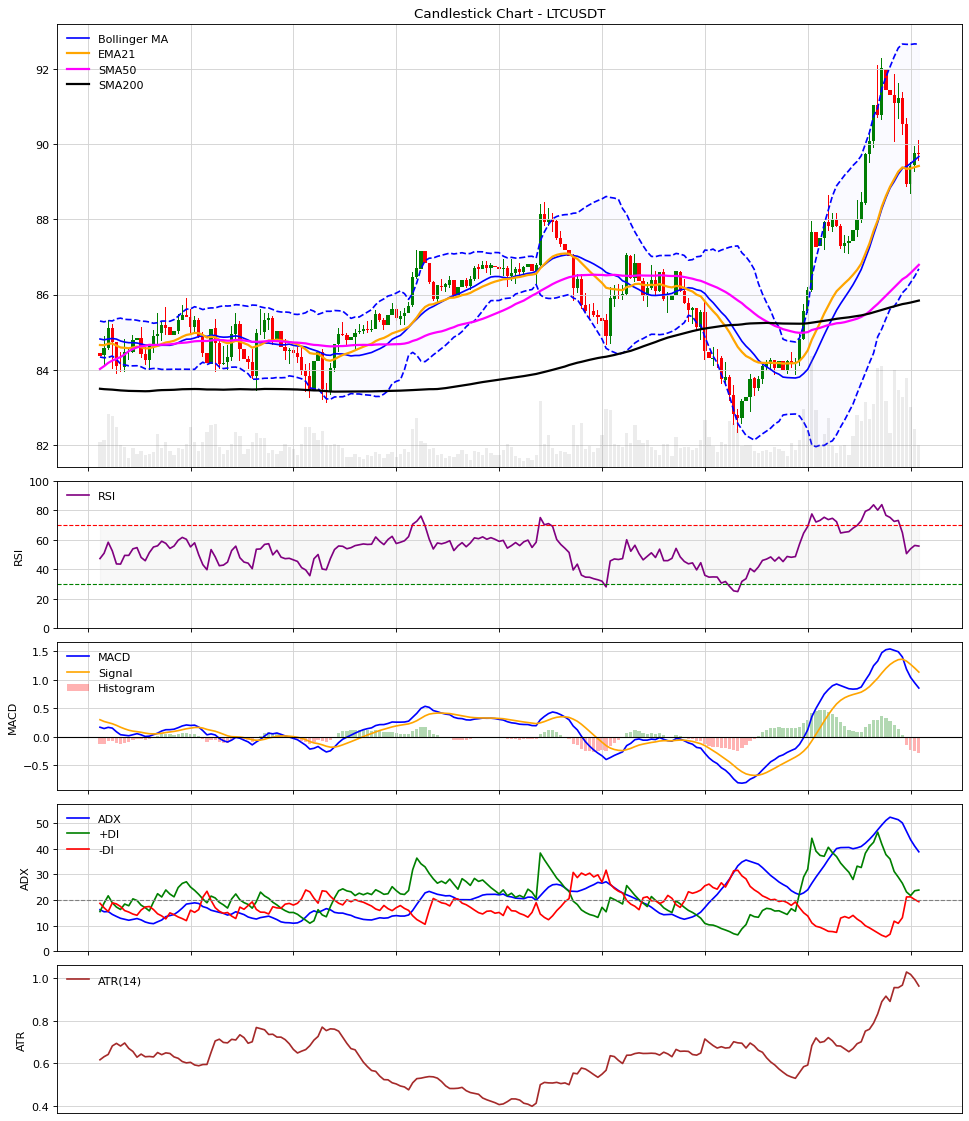 Candlestick Chart - LTCUSDT
Bollinger MA
EMA21
SMA50
SMA200
92
90
88
86
84
82
100
80
60
40
20
0
RSI
RSI
1.5
1.0
0.5
0.0
−0.5
MACD
MACD
Signal
Histogram
50
40
30
20
10
0
ADX
ADX
+DI
-DI
1.0
0.8
0.6
0.4
ATR
ATR(14)